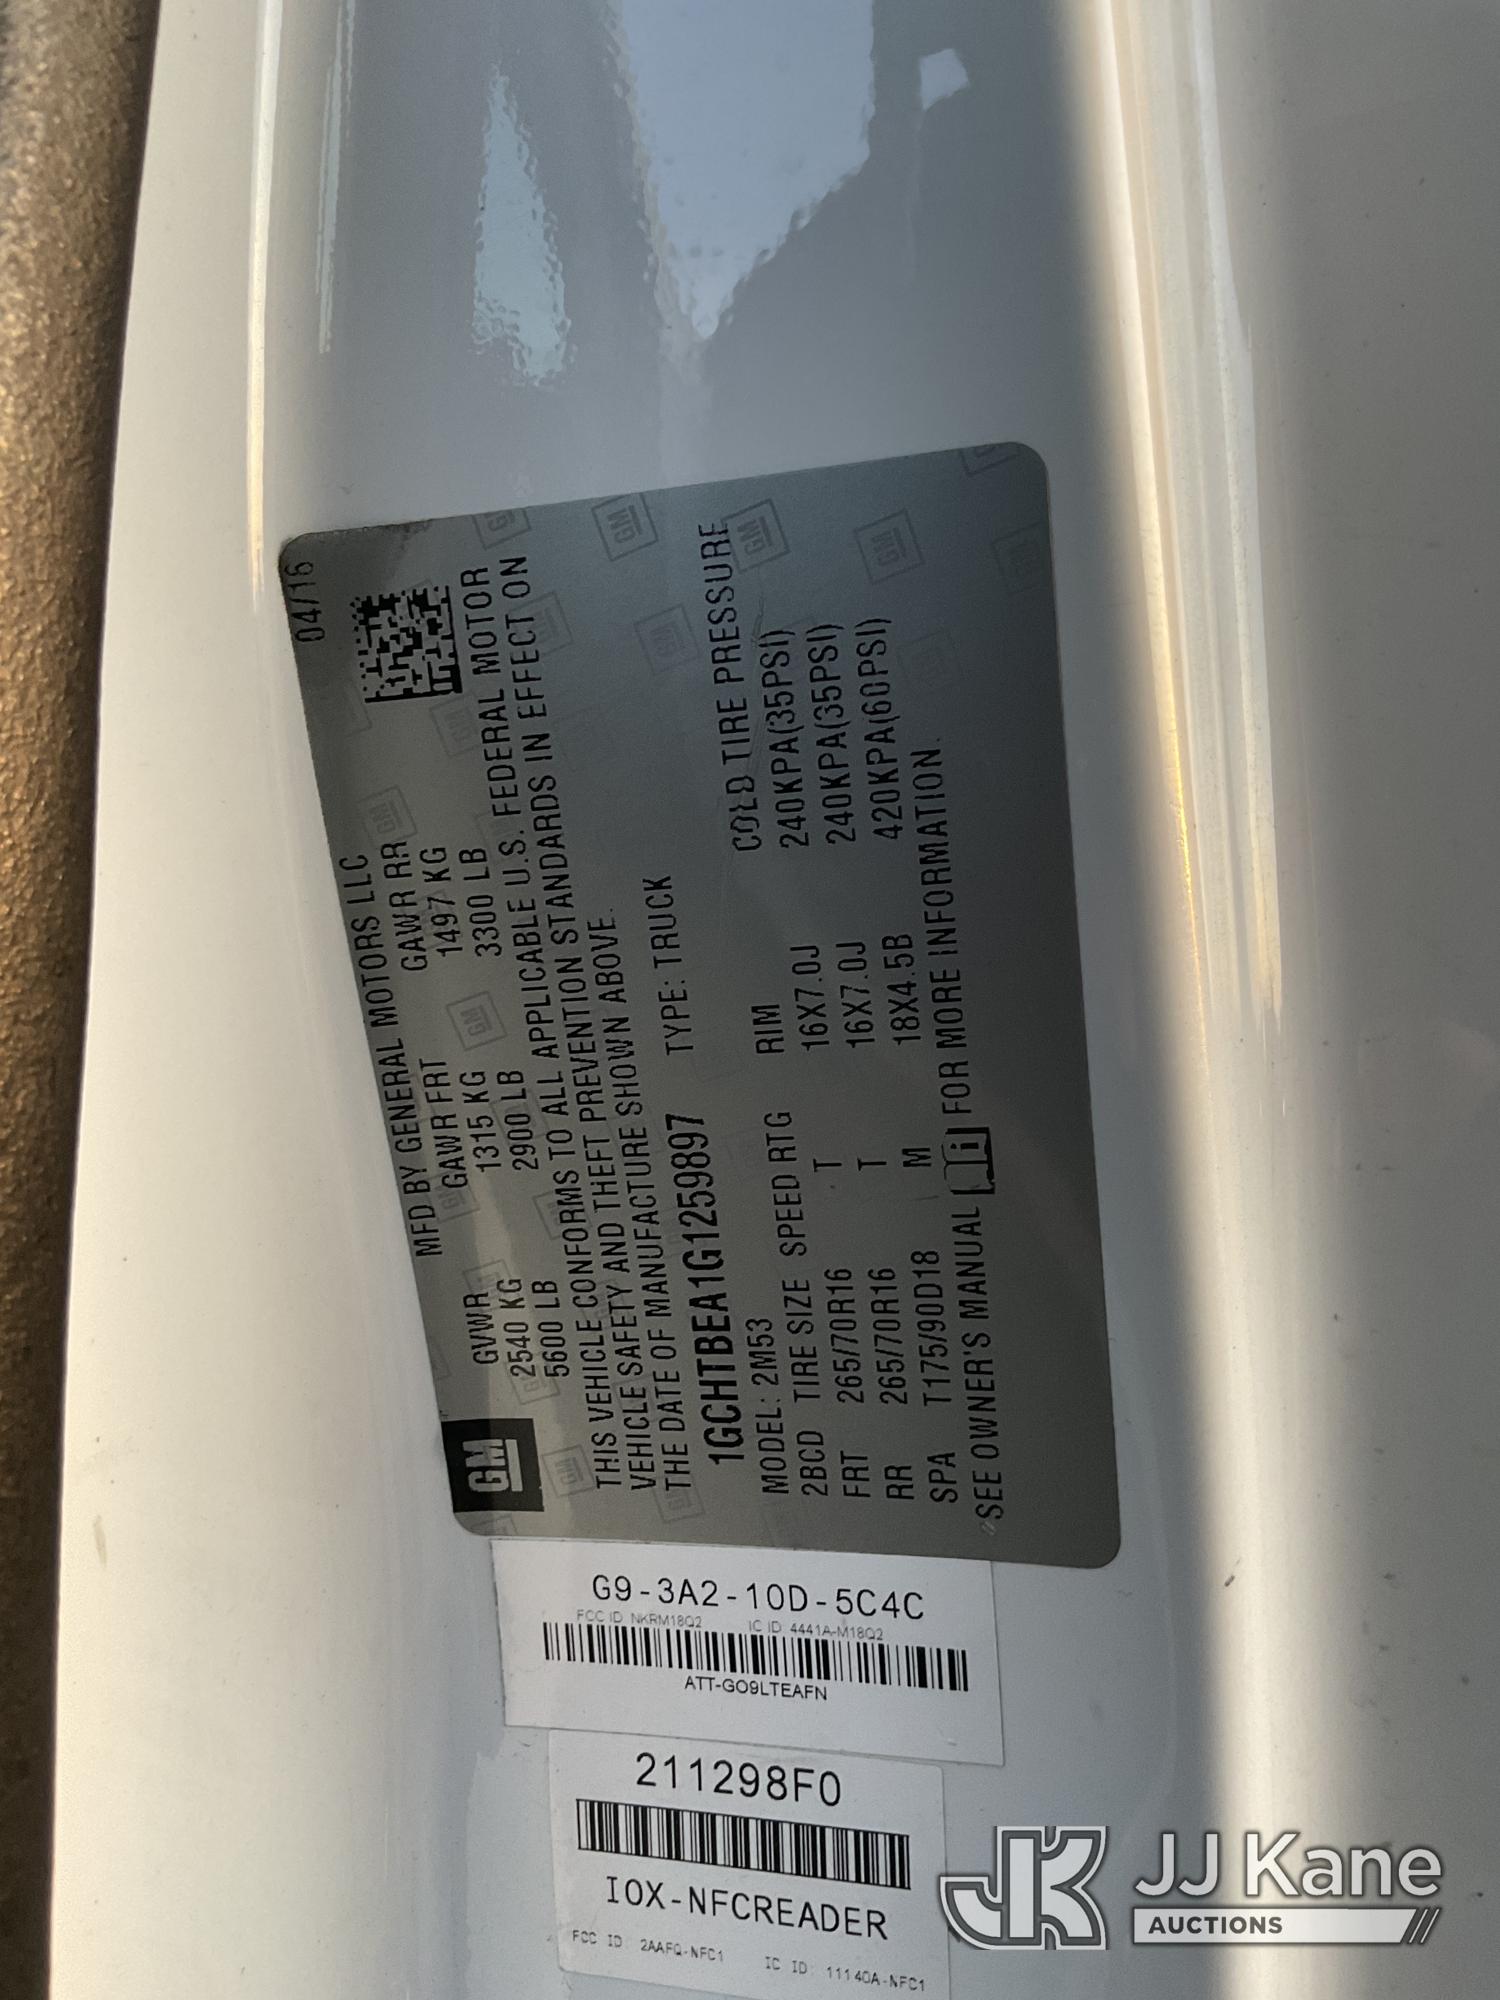 04/16
MFD BY GENERAL MOTORS LLC
GM
GVWR GAWR FRT GAWR RR
2540 KG 1315 KG 1497 KG
5600 LB 2900 LB 3300 LB
THIS VEHICLE CONFORMS TO ALL APPLICABLE U.S. FEDERAL MOTOR
VEHICLE SAFETY AND THEFT PREVENTION STANDARDS IN EFFECT ON
THE DATE OF MANUFACTURE SHOWN ABOVE.
1GCHTBEA1G1259897 TYPE: TRUCK
MODEL: 2M53
2BCD TIRE SIZE SPEED RTG RIM COLD TIRE PRESSURE
FRT 265/70R16 T 16X7.0J 240KPA(35PSI)
RR 265/70R16 T 16X7.0J 240KPA(35PSI)
SPA T175/90D18 M 18X4.5B 420KPA(60PSI)
SEE OWNER'S MANUAL i FOR MORE INFORMATION.
G9-3A2-10D-5C4C
FCC ID NKRM18Q2 IC ID 4441A-M18Q2
ATT-GO9LTEAFN
211298F0
IOX-NFCREADER
FCC ID: 2AAFQ-NFC1 IC ID: 11140A-NFC1
JK JJ Kane
AUCTIONS